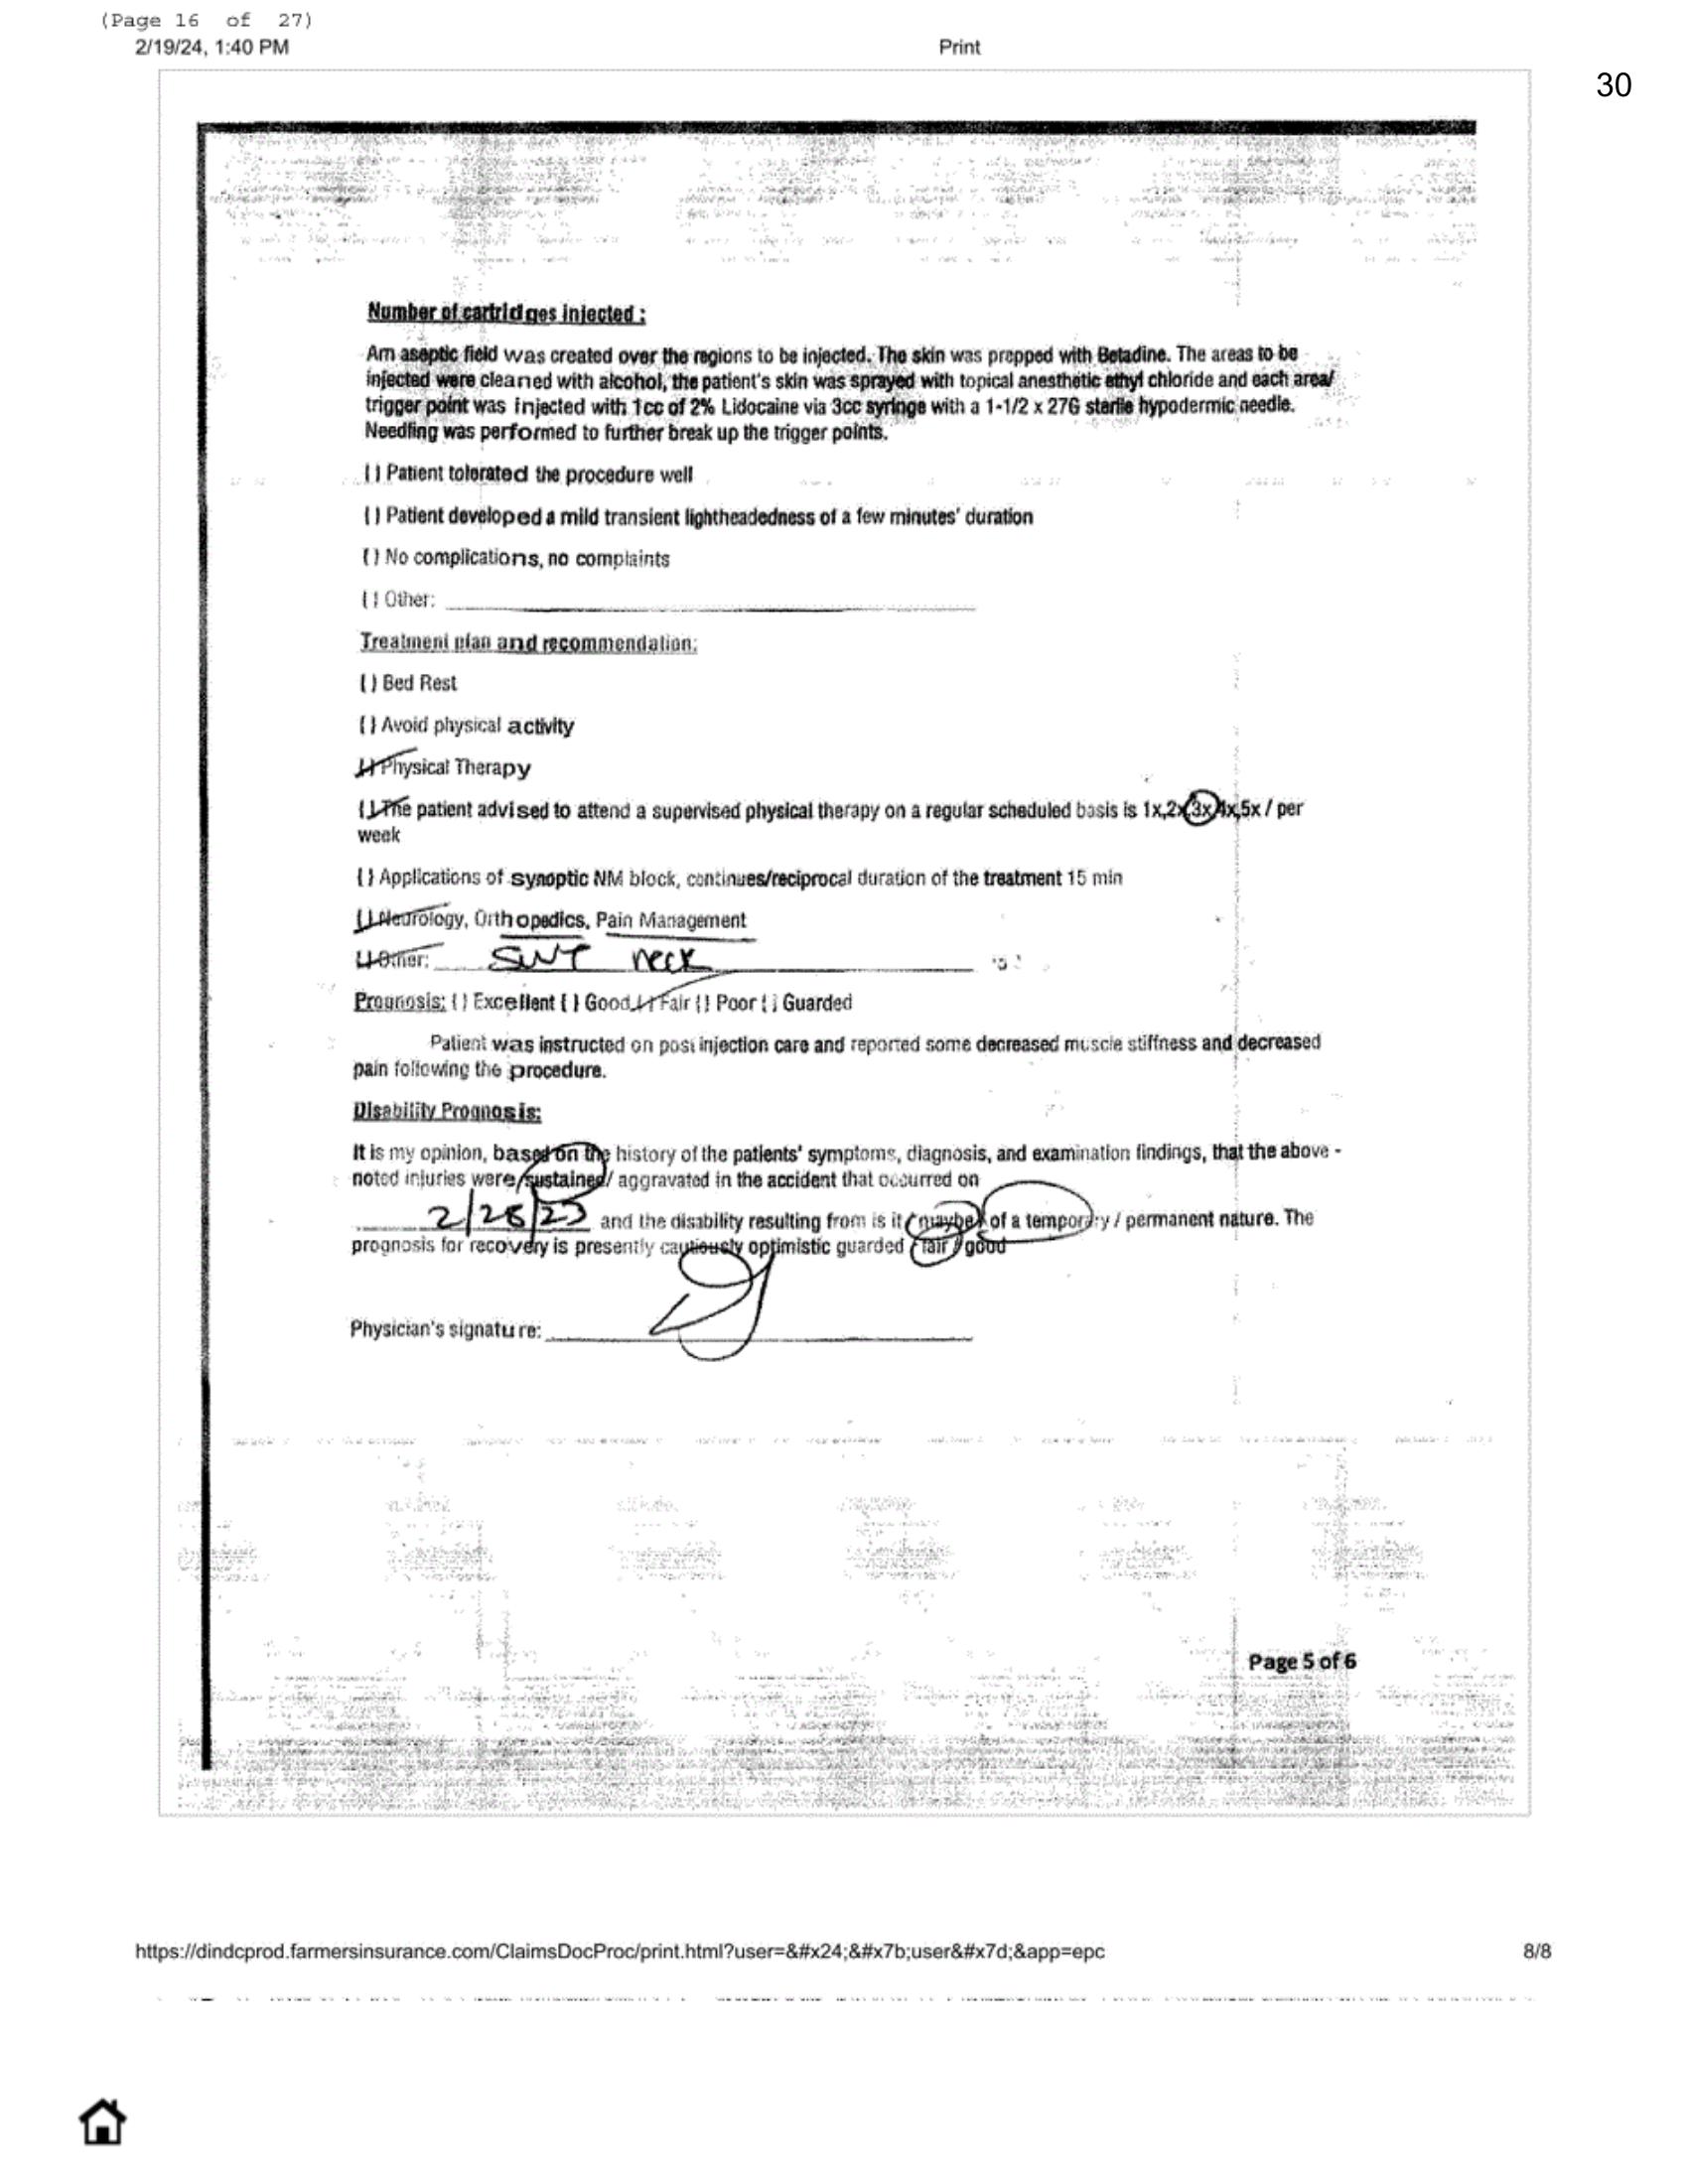 (Page 16 of 27)
2/19/24, 1:40 PM Print
30
Number of cartridges injected :
Am aseptic field was created over the regions to be injected. The skin was prepped with Betadine. The areas to be
injected were cleaned with alcohol, the patient's skin was sprayed with topical anesthetic ethyl chloride and each area/
trigger point was injected with 1cc of 2% Lidocaine via 3cc syringe with a 1-1/2 x 27G sterile hypodermic needle.
Needling was performed to further break up the trigger points.
() Patient tolerated the procedure well
() Patient developed a mild transient lightheadedness of a few minutes' duration
() No complications, no complaints
() Other:
Treatment plan and recommendation:
() Bed Rest
() Avoid physical activity
() Physical Therapy
() The patient advised to attend a supervised physical therapy on a regular scheduled basis is 1x,2x,3x,4x,5x / per
week
() Applications of synoptic NM block, continues/reciprocal duration of the treatment 15 min
() Neurology, Orthopedics, Pain Management
() Other: SWT neck
Prognosis: () Excellent () Good () Fair () Poor () Guarded
Patient was instructed on post injection care and reported some decreased muscle stiffness and decreased
pain following the procedure.
Disability Prognosis:
It is my opinion, based on the history of the patients' symptoms, diagnosis, and examination findings, that the above -
noted injuries were/sustained/ aggravated in the accident that occurred on
2/28/23 and the disability resulting from is it (maybe) of a temporary / permanent nature. The
prognosis for recovery is presently cautiously optimistic guarded / fair / good
Physician's signature:
Page 5 of 6
https://dindcprod.farmersinsurance.com/ClaimsDocProc/print.html?user=&#x24;&#x7b;user&#x7d;&app=epc 8/8